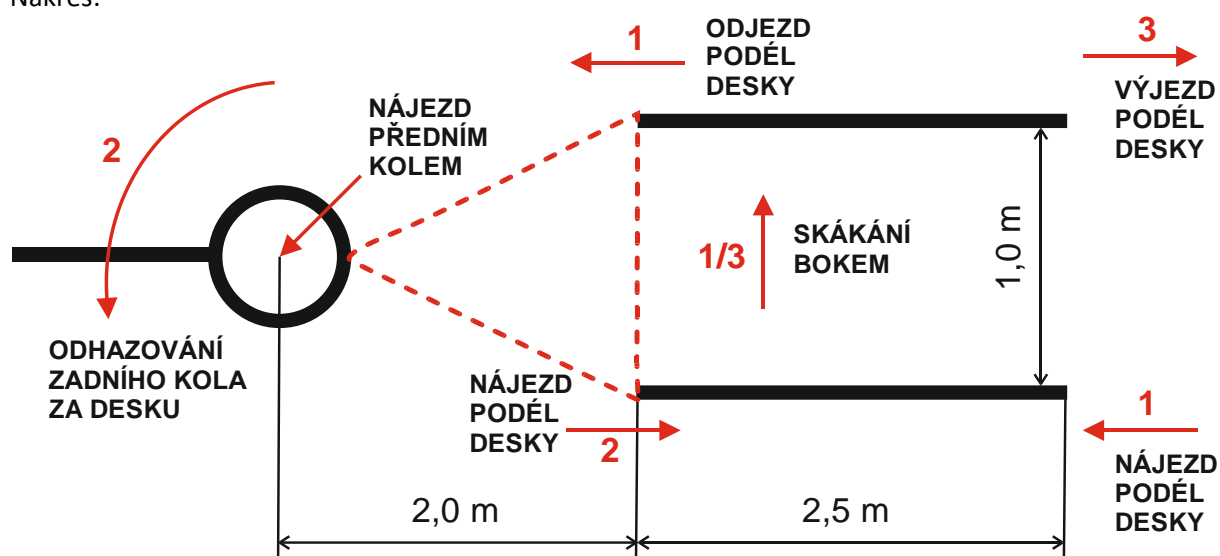 Nákres:
1
ODJEZD
PODÉL
DESKY
3
VÝJEZD
PODÉL
DESKY
NÁJEZD
PŘEDNÍM
KOLEM
2
1/3
SKÁKÁNÍ
BOKEM
1,0 m
ODHAZOVÁNÍ
ZADNÍHO KOLA
ZA DESKU
NÁJEZD
PODÉL
DESKY
2
1
NÁJEZD
PODÉL
DESKY
2,0 m
2,5 m